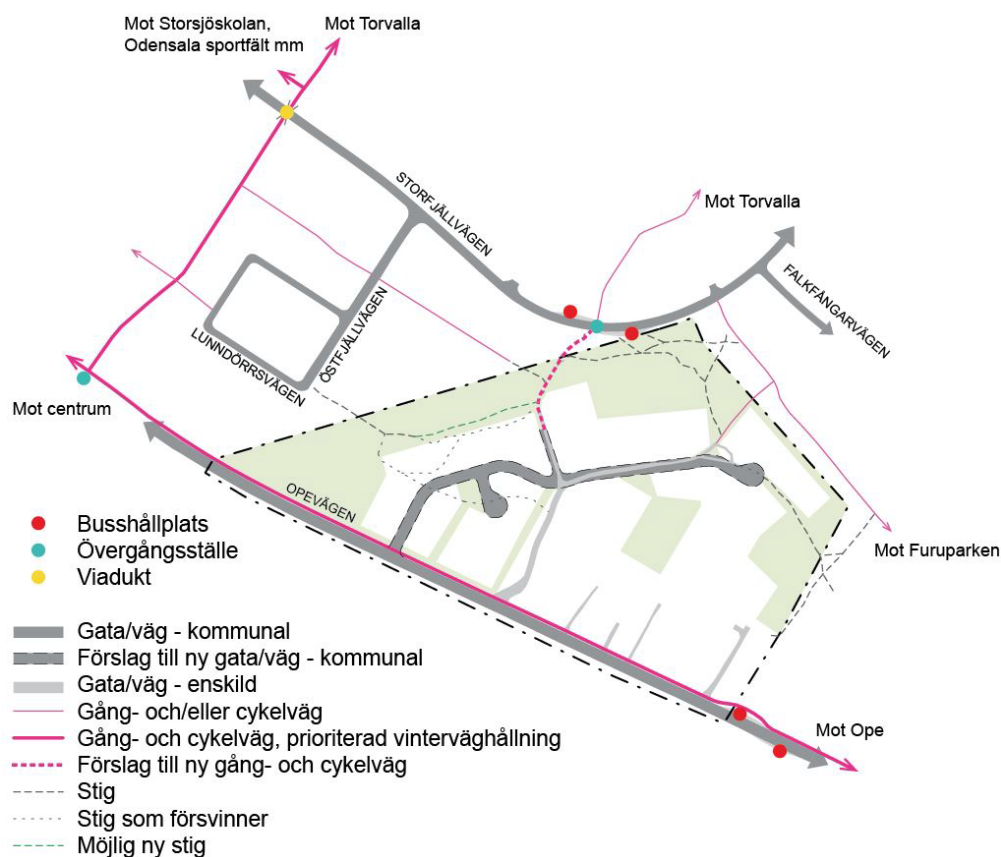 Mot Storsjöskolan,
Odensala sportfält mm
Mot Torvalla
STORFJÄLLVÄGEN
Mot Torvalla
FALKFÅNGARVÄGEN
ÖSTFJÄLLVÄGEN
LUNNDÖRRSVÄGEN
Mot centrum
OPEVÄGEN
Mot Furuparken
Mot Ope
Busshållplats
Övergångsställe
Viadukt
Gata/väg - kommunal
Förslag till ny gata/väg - kommunal
Gata/väg - enskild
Gång- och/eller cykelväg
Gång- och cykelväg, prioriterad vinterväghållning
Förslag till ny gång- och cykelväg
Stig
Stig som försvinner
Möjlig ny stig